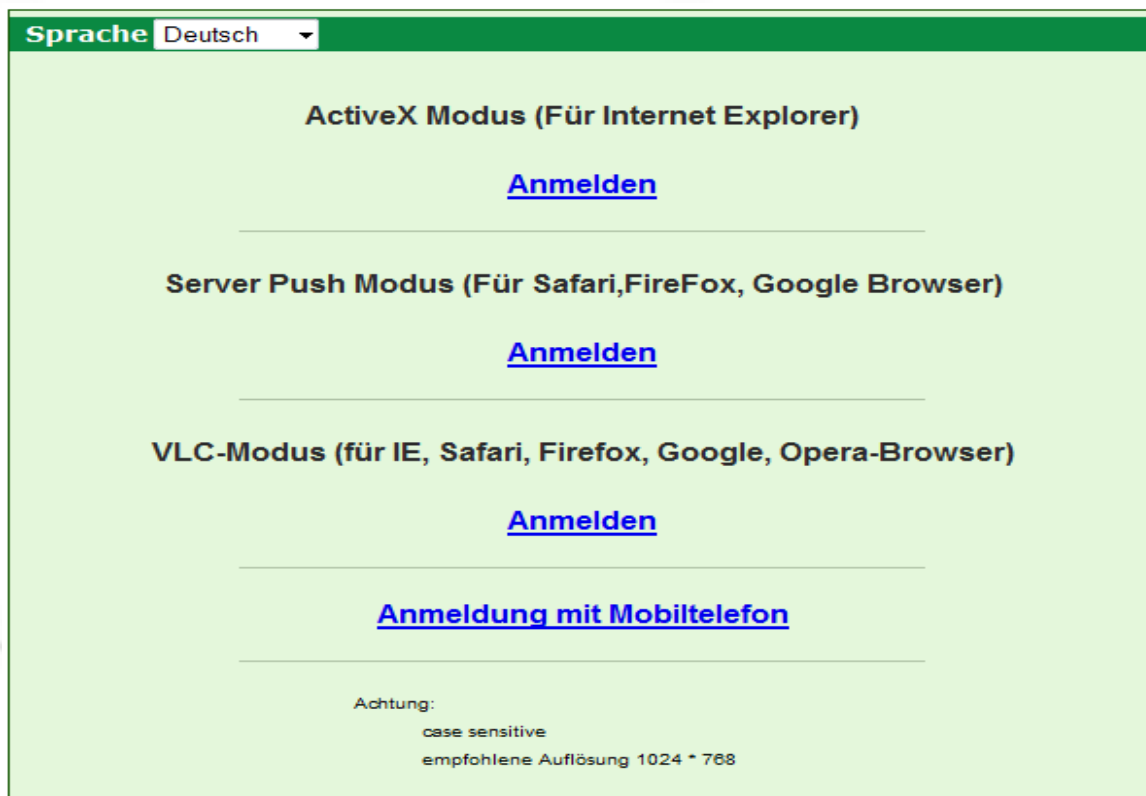 Sprache Deutsch
ActiveX Modus (Für Internet Explorer)
Anmelden
Server Push Modus (Für Safari,FireFox, Google Browser)
Anmelden
VLC-Modus (für IE, Safari, Firefox, Google, Opera-Browser)
Anmelden
Anmeldung mit Mobiltelefon
Achtung:
case sensitive
empfohlene Auflösung 1024 * 768